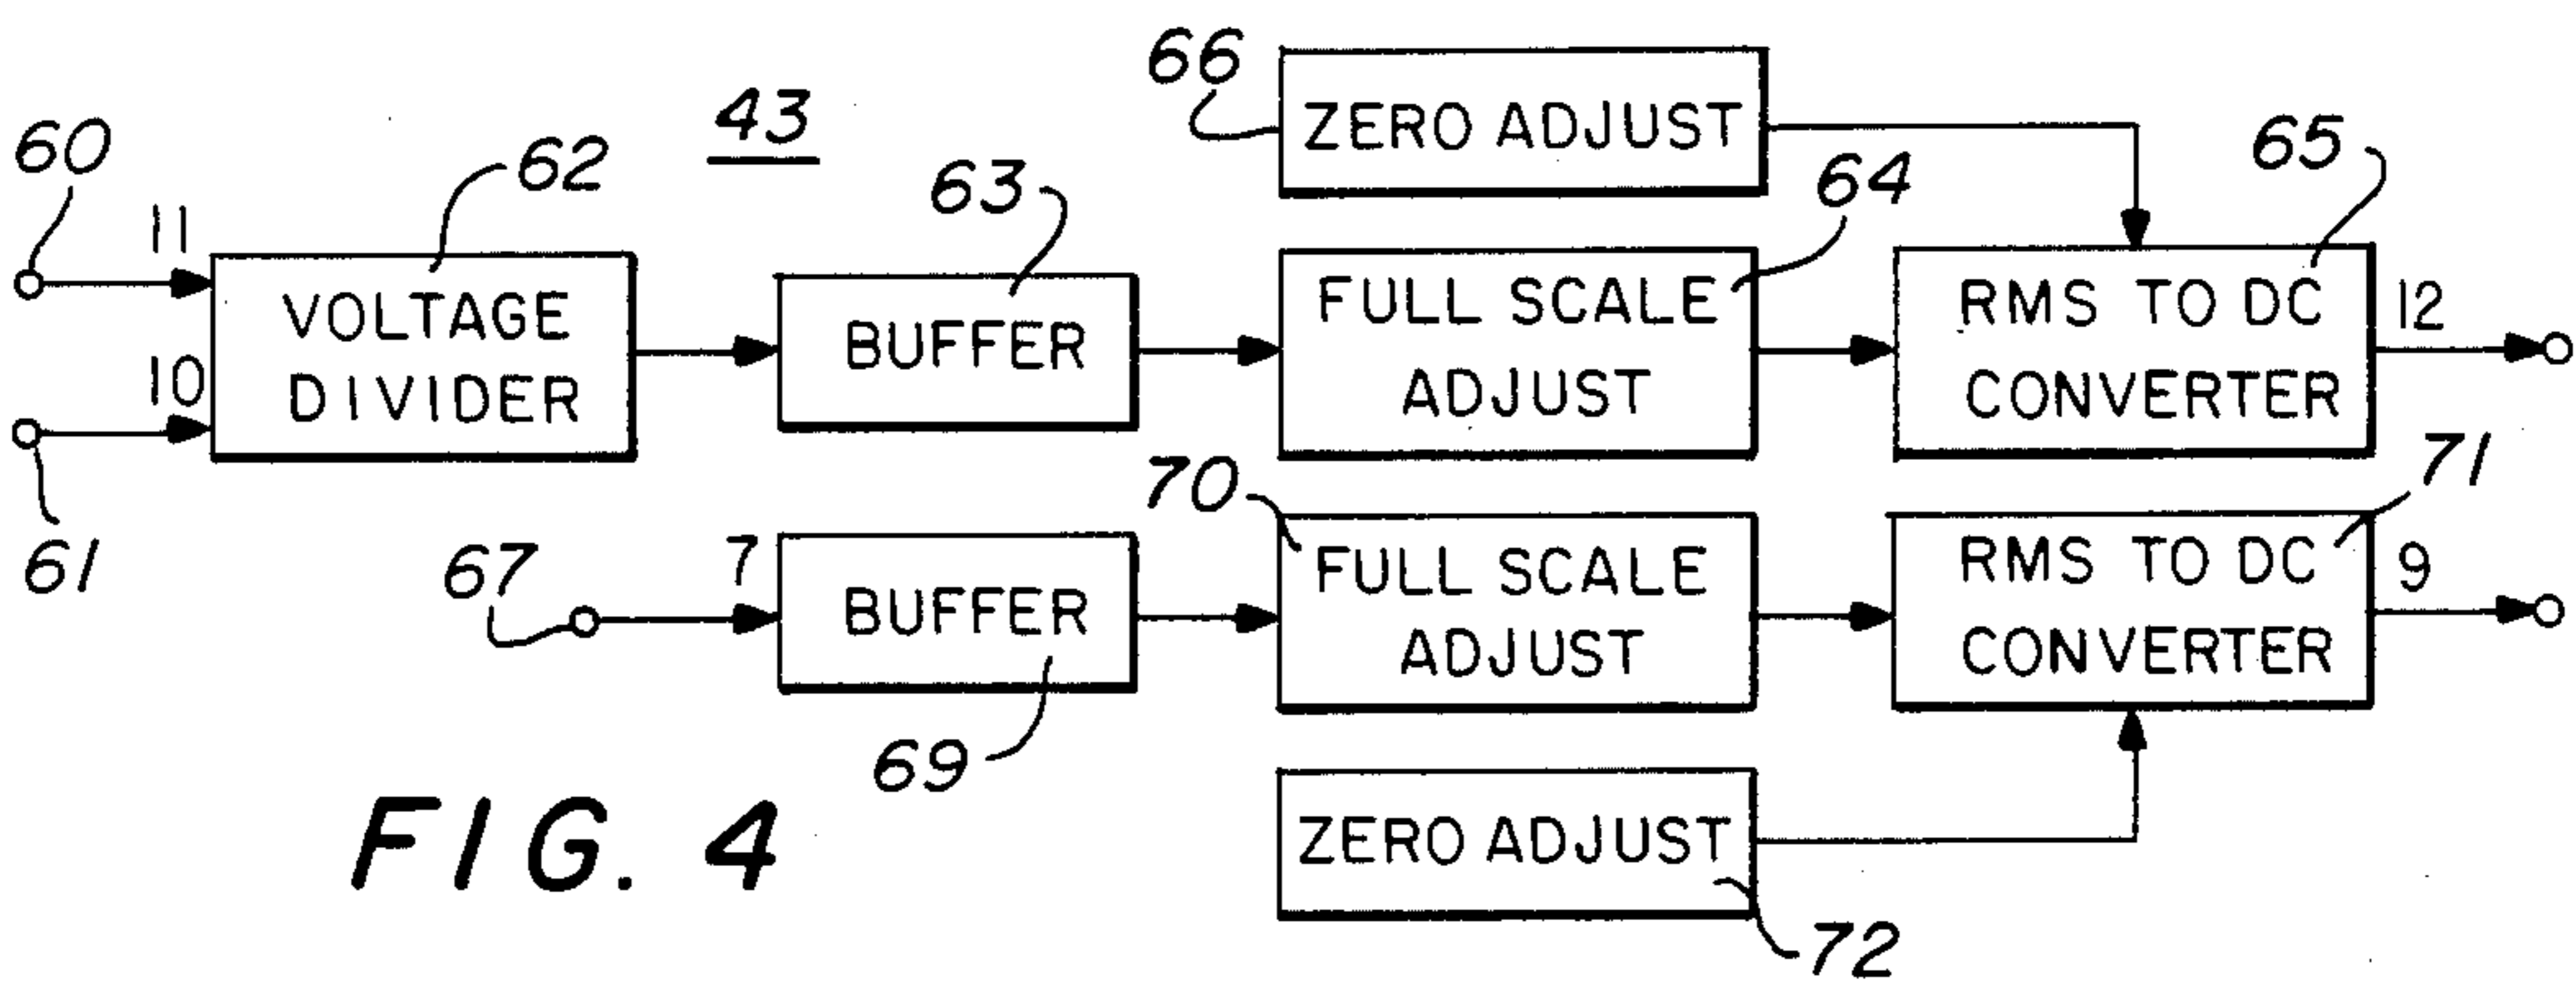 66
ZERO ADJUST
43
60
62
63
64
65
11
10
VOLTAGE
DIVIDER
BUFFER
FULL SCALE
ADJUST
RMS TO DC
CONVERTER
12
61
67
7
BUFFER
69
70
FULL SCALE
ADJUST
RMS TO DC
CONVERTER
71
9
ZERO ADJUST
72
FIG. 4